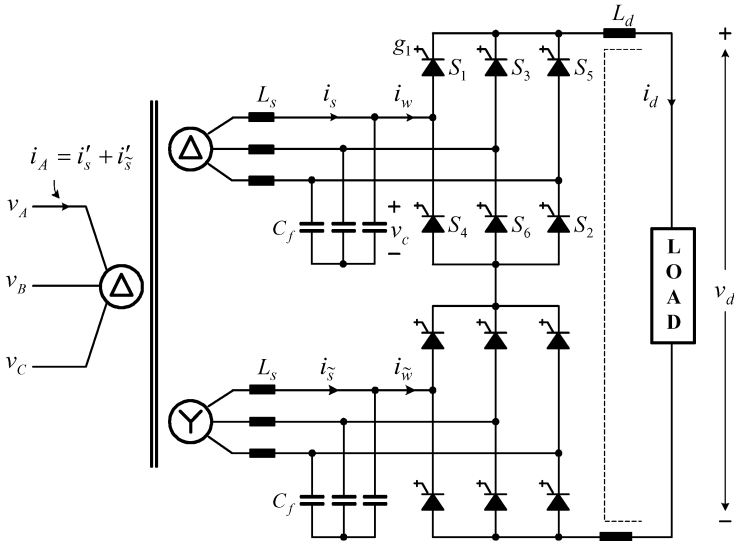 L_d
g_1
S_1
S_3
S_5
+
L_s
i_s
i_w
i_d
i_A = i'_s + i'_s̃
v_A
Δ
C_f
+
v_c
−
S_4
S_6
S_2
LOAD
v_B
Δ
v_d
v_C
L_s
i_s̃
i_w̃
Y
C_f
−